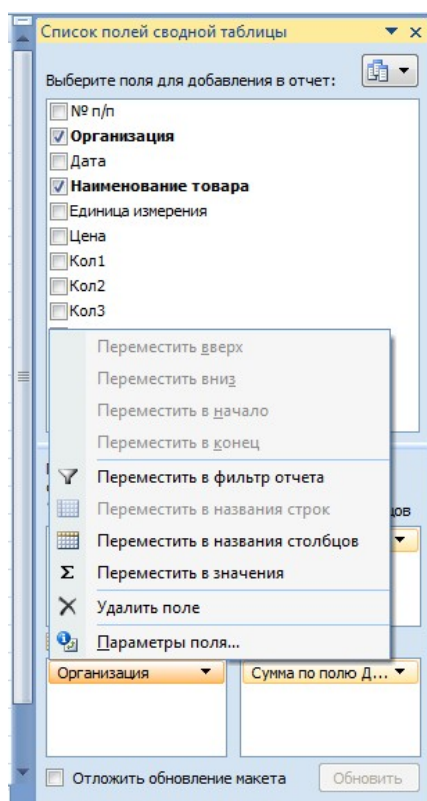 Список полей сводной таблицы
Выберите поля для добавления в отчет:
№ п/п
Организация
Дата
Наименование товара
Единица измерения
Цена
Кол1
Кол2
Кол3
Переместить вверх
Переместить вниз
Переместить в начало
Переместить в конец
Переместить в фильтр отчета
Переместить в названия строк
Переместить в названия столбцов
Σ Переместить в значения
Удалить поле
Параметры поля...
Организация
Сумма по полю Д...
Отложить обновление макета
Обновить